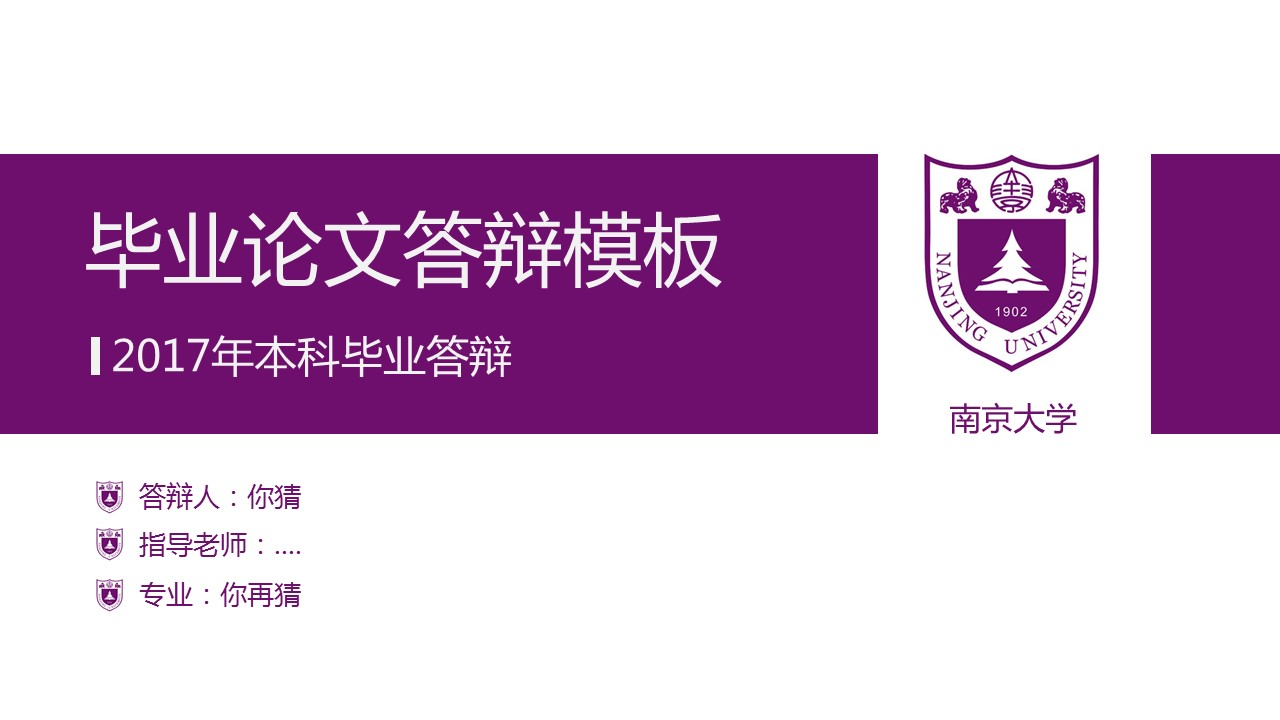 毕业论文答辩模板
2017年本科毕业答辩
NANJING UNIVERSITY
1902
南京大学
答辩人：你猜
指导老师：....
专业：你再猜